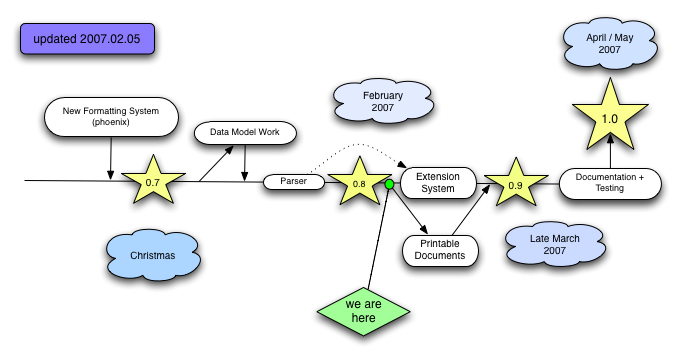 updated 2007.02.05
April / May
2007
February
2007
New Formatting System
(phoenix)
Data Model Work
1.0
Parser
0.7
0.8
Extension
System
0.9
Documentation +
Testing
Christmas
Printable
Documents
Late March
2007
we are
here